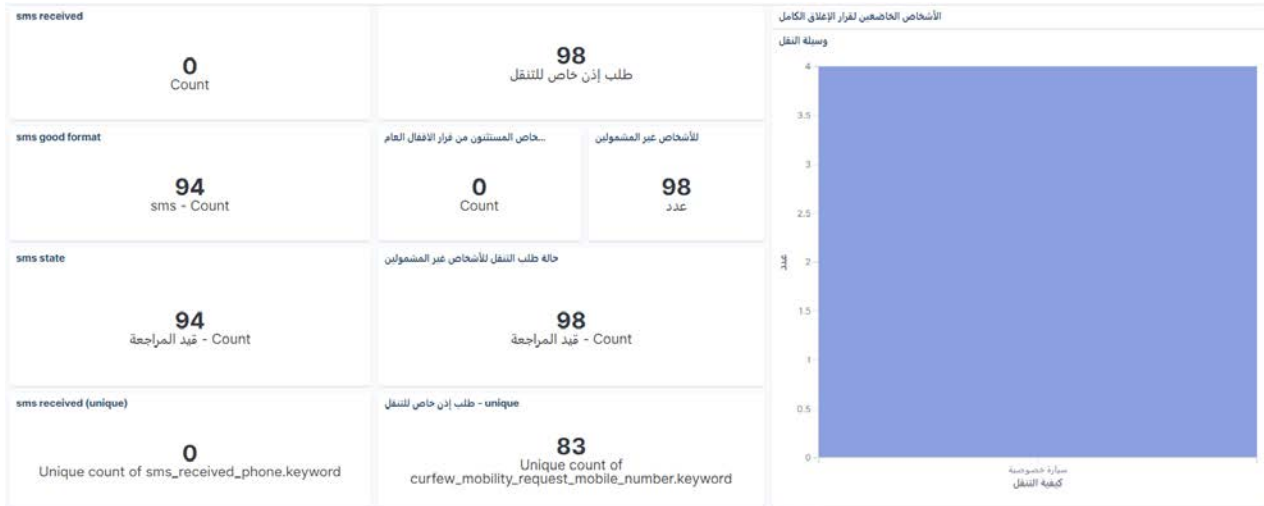 sms received
0
Count
98
طلب إذن خاص للتنقل
الأشخاص الخاضعين لقرار الإغلاق الكامل
وسيلة النقل
4
3.5
3
2.5
2
1.5
1
0.5
0
عدد
سيارة خصوصية
كيفية التنقل
sms good format
94
sms - Count
...خاص المستثنون من قرار الاقفال العام
0
Count
للأشخاص غير المشمولين
98
عدد
sms state
94
قيد المراجعة - Count
حالة طلب التنقل للأشخاص غير المشمولين
98
قيد المراجعة - Count
sms received (unique)
0
Unique count of sms_received_phone.keyword
طلب إذن خاص للتنقل - unique
83
Unique count of
curfew_mobility_request_mobile_number.keyword